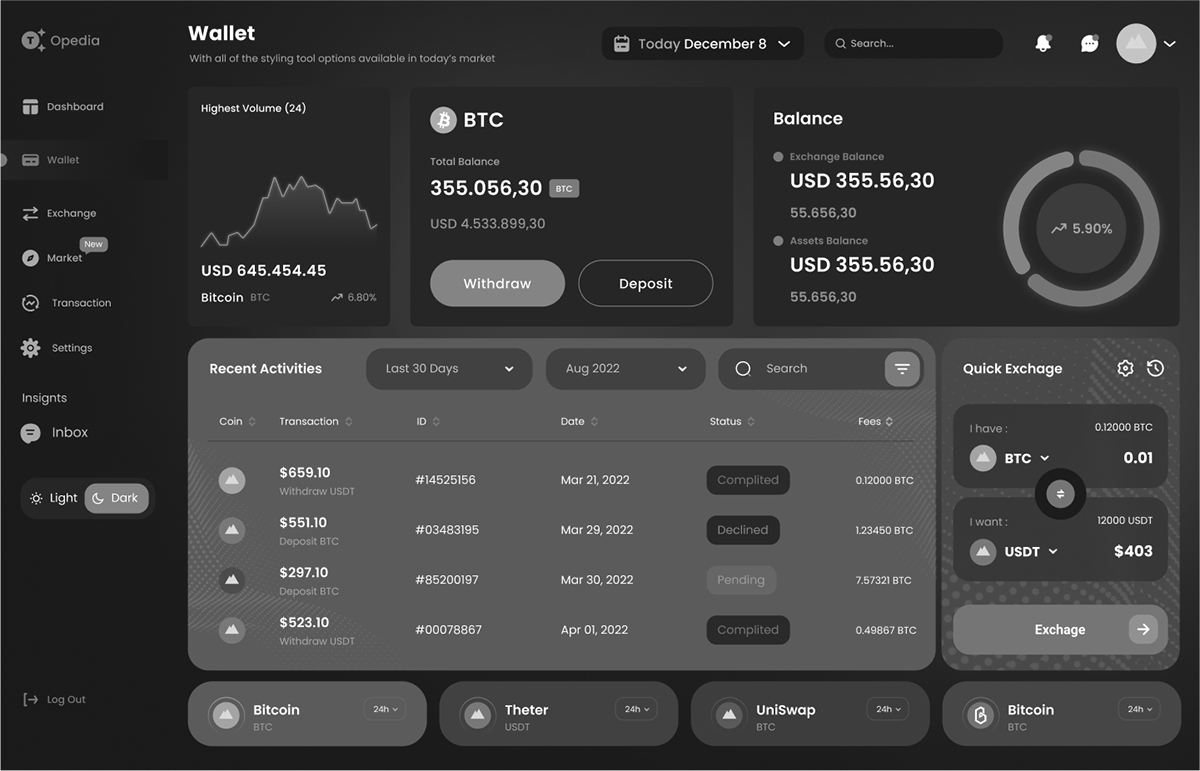 Opedia
Dashboard
Wallet
Exchange
New
Market
Transaction
Settings
Insignts
Inbox
Light
Dark
Log Out
Wallet
With all of the styling tool options available in today's market
Today December 8
Search...
Highest Volume (24)
USD 645.454.45
Bitcoin BTC
6.80%
BTC
Total Balance
355.056,30 BTC
USD 4.533.899,30
Withdraw
Deposit
Balance
Exchange Balance
USD 355.56,30
55.656,30
Assets Balance
USD 355.56,30
55.656,30
5.90%
Recent Activities
Last 30 Days
Aug 2022
Search
Coin
Transaction
ID
Date
Status
Fees
$659.10
Withdraw USDT
#14525156
Mar 21, 2022
Complited
0.12000 BTC
$551.10
Deposit BTC
#03483195
Mar 29, 2022
Declined
1.23450 BTC
$297.10
Deposit BTC
#85200197
Mar 30, 2022
Pending
7.57321 BTC
$523.10
Withdraw USDT
#00078867
Apr 01, 2022
Complited
0.49867 BTC
Quick Exchage
I have :
0.12000 BTC
BTC
0.01
I want :
12000 USDT
USDT
$403
Exchage
Bitcoin
BTC
24h
Theter
USDT
24h
UniSwap
BTC
24h
Bitcoin
BTC
24h